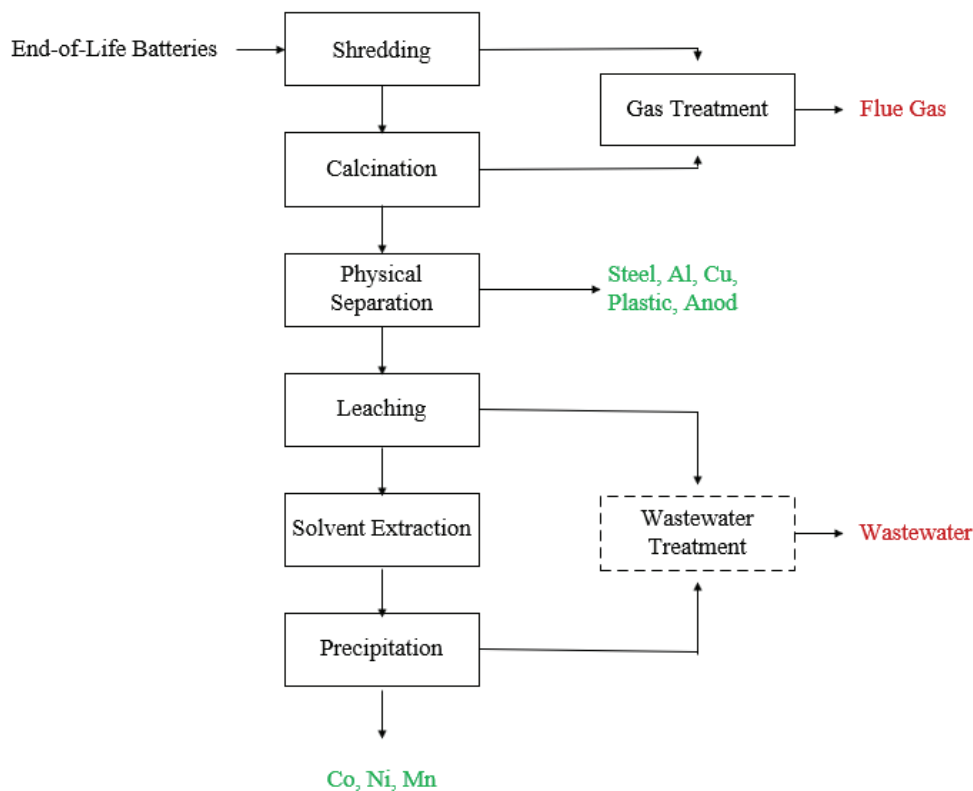 End-of-Life Batteries
Shredding
Gas Treatment
Flue Gas
Calcination
Physical
Separation
Steel, Al, Cu,
Plastic, Anod
Leaching
Solvent Extraction
Wastewater
Treatment
Wastewater
Precipitation
Co, Ni, Mn